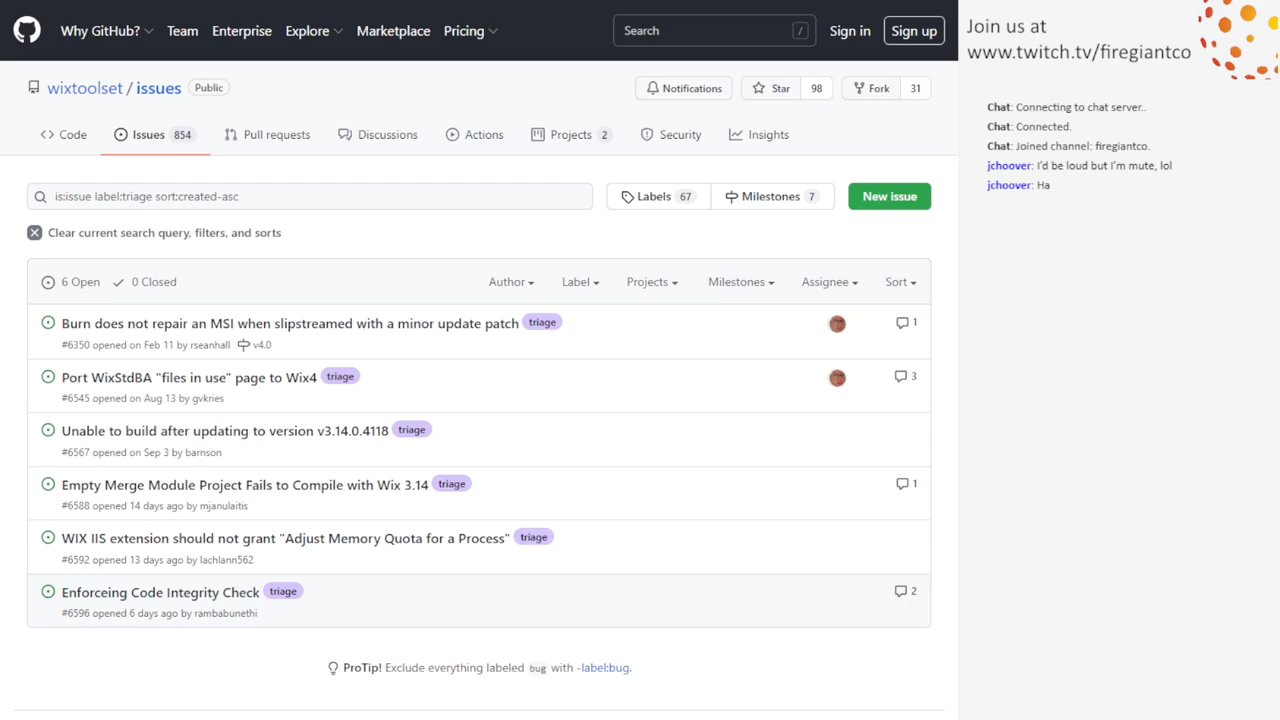 Why GitHub? Team Enterprise Explore Marketplace Pricing Search / Sign in Sign up
wixtoolset / issues Public Notifications Star 98 Fork 31
Code Issues 854 Pull requests Discussions Actions Projects 2 Security Insights
is:issue label:triage sort:created-asc Labels 67 Milestones 7 New issue
Clear current search query, filters, and sorts
6 Open 0 Closed Author Label Projects Milestones Assignee Sort
Burn does not repair an MSI when slipstreamed with a minor update patch triage 1
#6350 opened on Feb 11 by rseanhall v4.0
Port WixStdBA "files in use" page to Wix4 triage 3
#6545 opened on Aug 13 by gvkries
Unable to build after updating to version v3.14.0.4118 triage
#6567 opened on Sep 3 by barnson
Empty Merge Module Project Fails to Compile with Wix 3.14 triage 1
#6588 opened 14 days ago by mjanulaitis
WIX IIS extension should not grant "Adjust Memory Quota for a Process" triage
#6592 opened 13 days ago by lachlann562
Enforceing Code Integrity Check triage 2
#6596 opened 6 days ago by rambabunethi
ProTip! Exclude everything labeled bug with -label:bug.
Join us at
www.twitch.tv/firegiantco
Chat: Connecting to chat server..
Chat: Connected.
Chat: Joined channel: firegiantco.
jchoover: I'd be loud but I'm mute, lol
jchoover: Ha